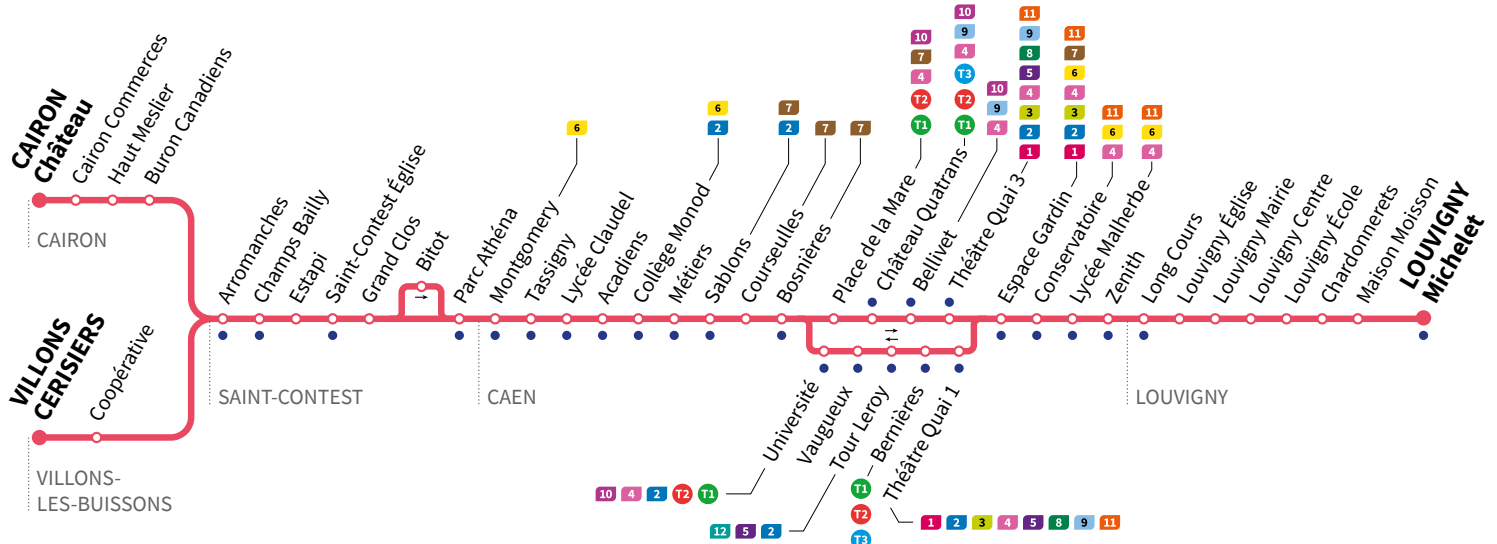 CAIRON
Château
Cairon Commerces
Haut Meslier
Buron Canadiens
CAIRON
VILLONS
CERISIERS
Coopérative
VILLONS-
LES-BUISSONS
Arromanches
Champs Bailly
Estapi
Saint-Contest Église
Grand Clos
Bitot
→
SAINT-CONTEST
Parc Athéna
Montgomery
6
Tassigny
Lycée Claudel
Acadiens
Collège Monod
6
2
Métiers
Sablons
7
2
Courseulles
7
Bosnières
7
CAEN
Place de la Mare
10
7
4
T2
T1
Château Quatrans
10
9
4
T3
T2
T1
Bellivet
10
9
4
Théâtre Quai 3
11
9
8
5
4
3
2
1
→
←
Université
10 4 2 T2 T1
Vaugueux
Tour Leroy
12 5 2
Bernières
T1
T2
T3
Théâtre Quai 1
1 2 3 4 5 8 9 11
Espace Gardin
11
7
6
4
3
2
1
Conservatoire
11
6
4
Lycée Malherbe
11
6
4
Zenith
Long Cours
Louvigny Église
Louvigny Mairie
Louvigny Centre
Louvigny École
Chardonnerets
Maison Moisson
LOUVIGNY
Michelet
LOUVIGNY